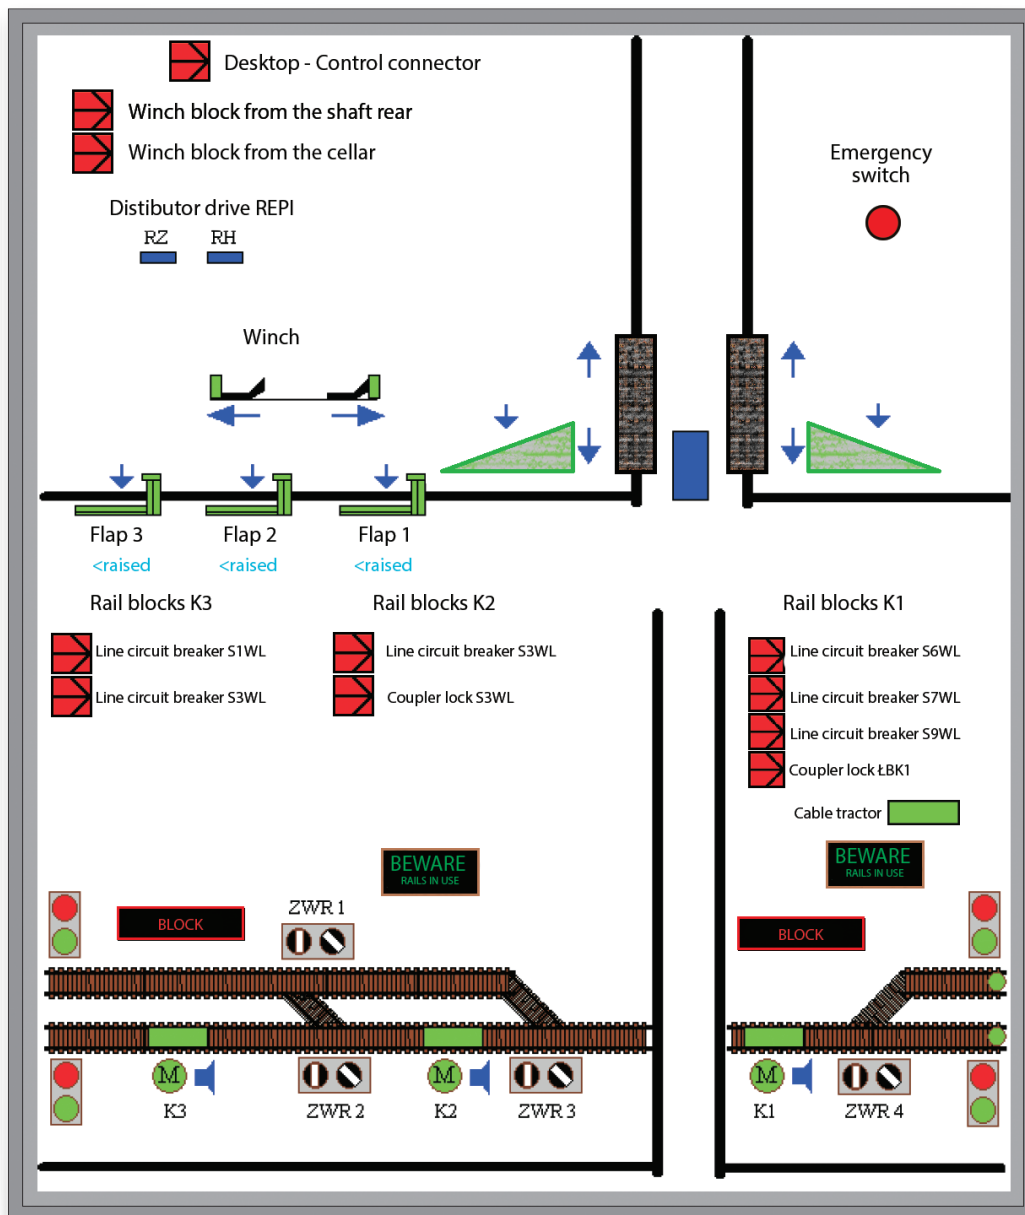 Desktop - Control connector
Winch block from the shaft rear
Winch block from the cellar
Emergency
switch
Distibutor drive REPI
RZ RH
Winch
Flap 3 Flap 2 Flap 1
<raised <raised <raised
Rail blocks K3 Rail blocks K2 Rail blocks K1
Line circuit breaker S1WL
Line circuit breaker S3WL
Line circuit breaker S3WL
Coupler lock S3WL
Line circuit breaker S6WL
Line circuit breaker S7WL
Line circuit breaker S9WL
Coupler lock ŁBK1
Cable tractor
BEWARE
RAILS IN USE
BEWARE
RAILS IN USE
BLOCK
ZWR 1
BLOCK
M M M
K3 ZWR 2 K2 ZWR 3 K1 ZWR 4